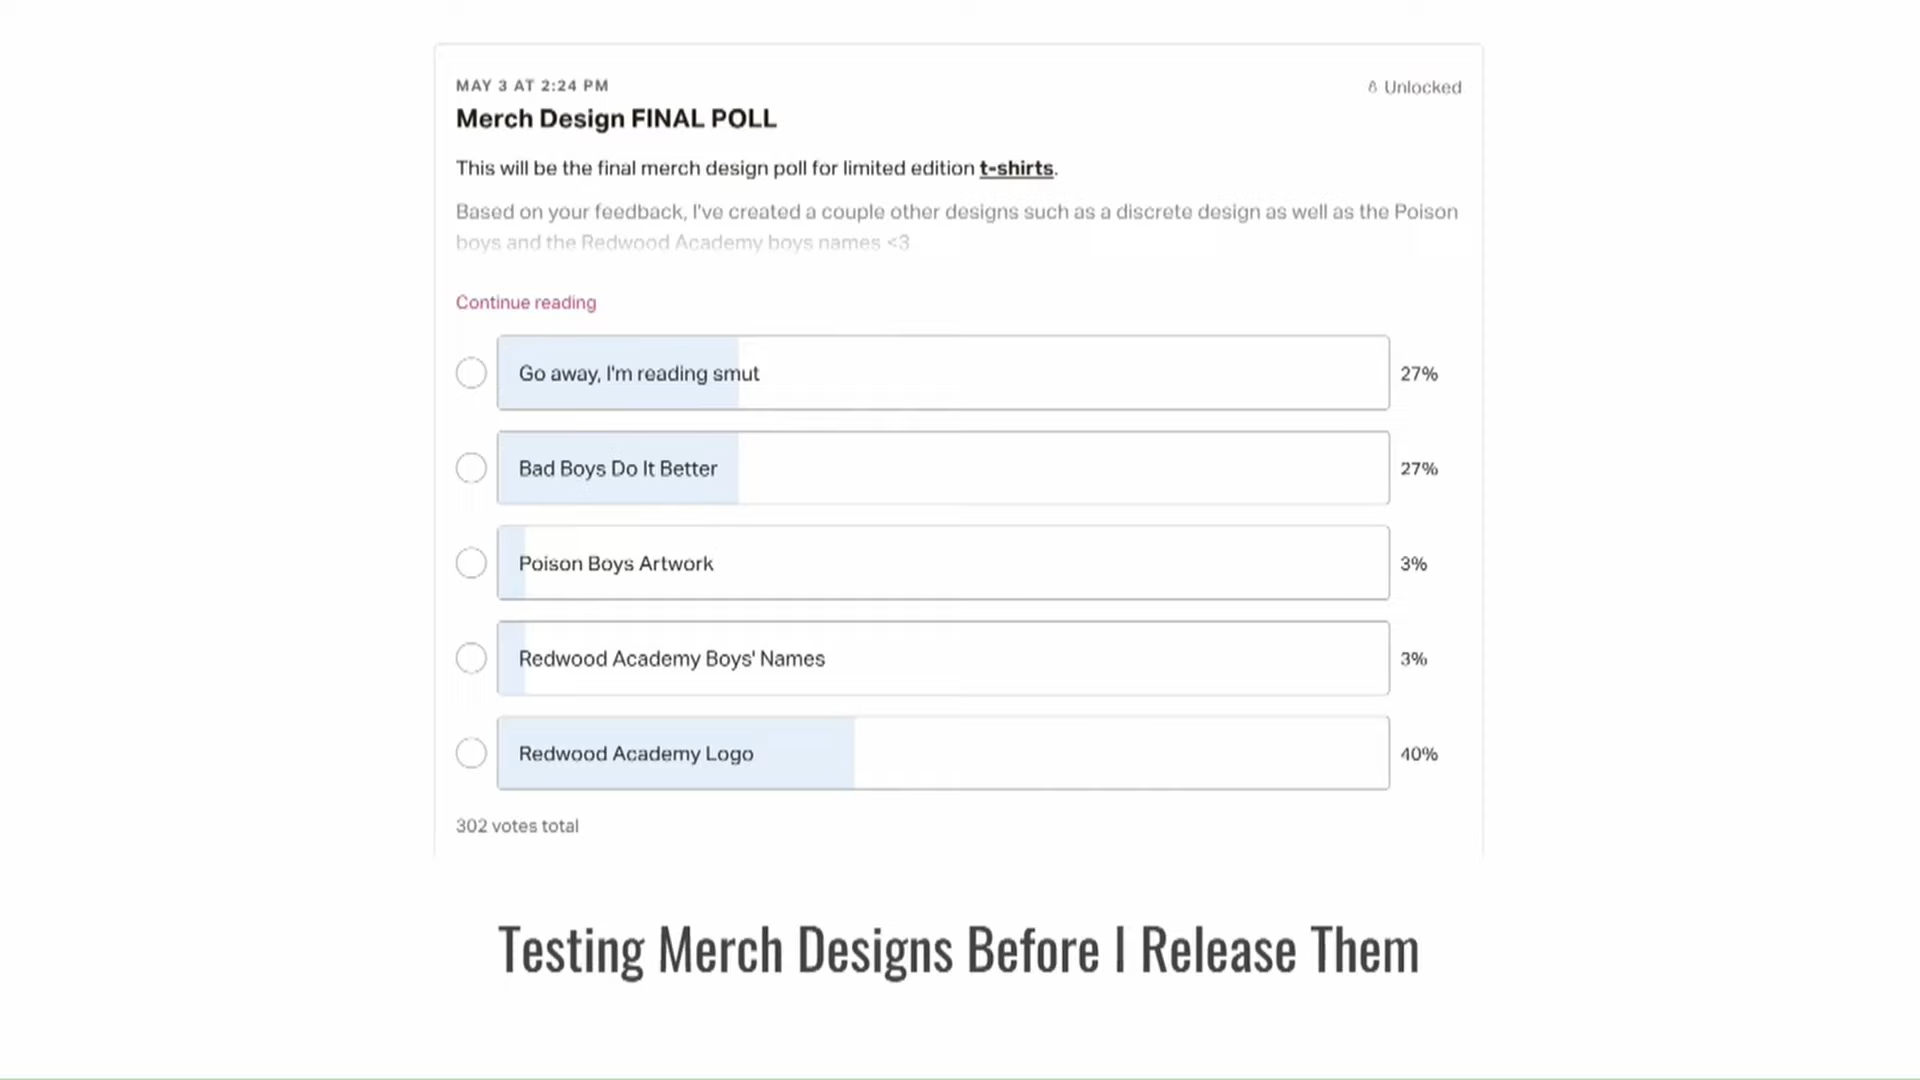 MAY 3 AT 2:24 PM
Unlocked
Merch Design FINAL POLL
This will be the final merch design poll for limited edition t-shirts.
Based on your feedback, I've created a couple other designs such as a discrete design as well as the Poison
boys and the Redwood Academy boys names <3
Continue reading
Go away, I'm reading smut
27%
Bad Boys Do It Better
27%
Poison Boys Artwork
3%
Redwood Academy Boys' Names
3%
Redwood Academy Logo
40%
302 votes total
Testing Merch Designs Before I Release Them